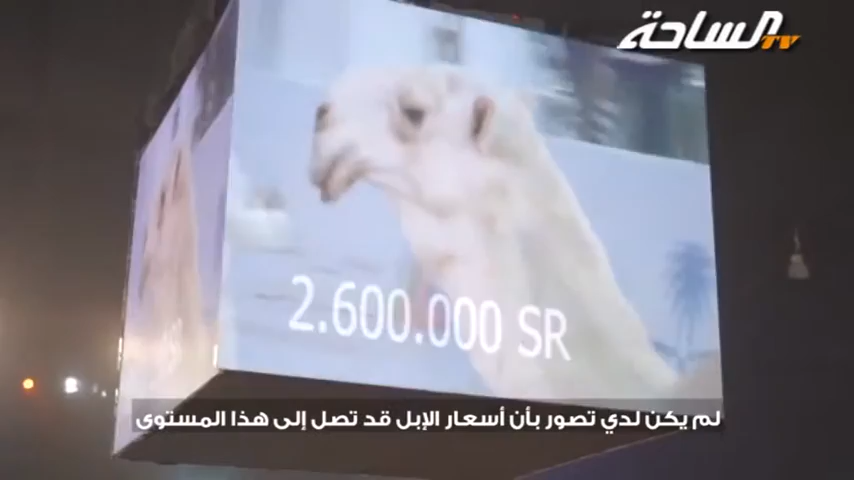 الساحة TV
2.600.000 SR
لم يكن لدي تصور بأن أسعار الإبل قد تصل إلى هذا المستوى